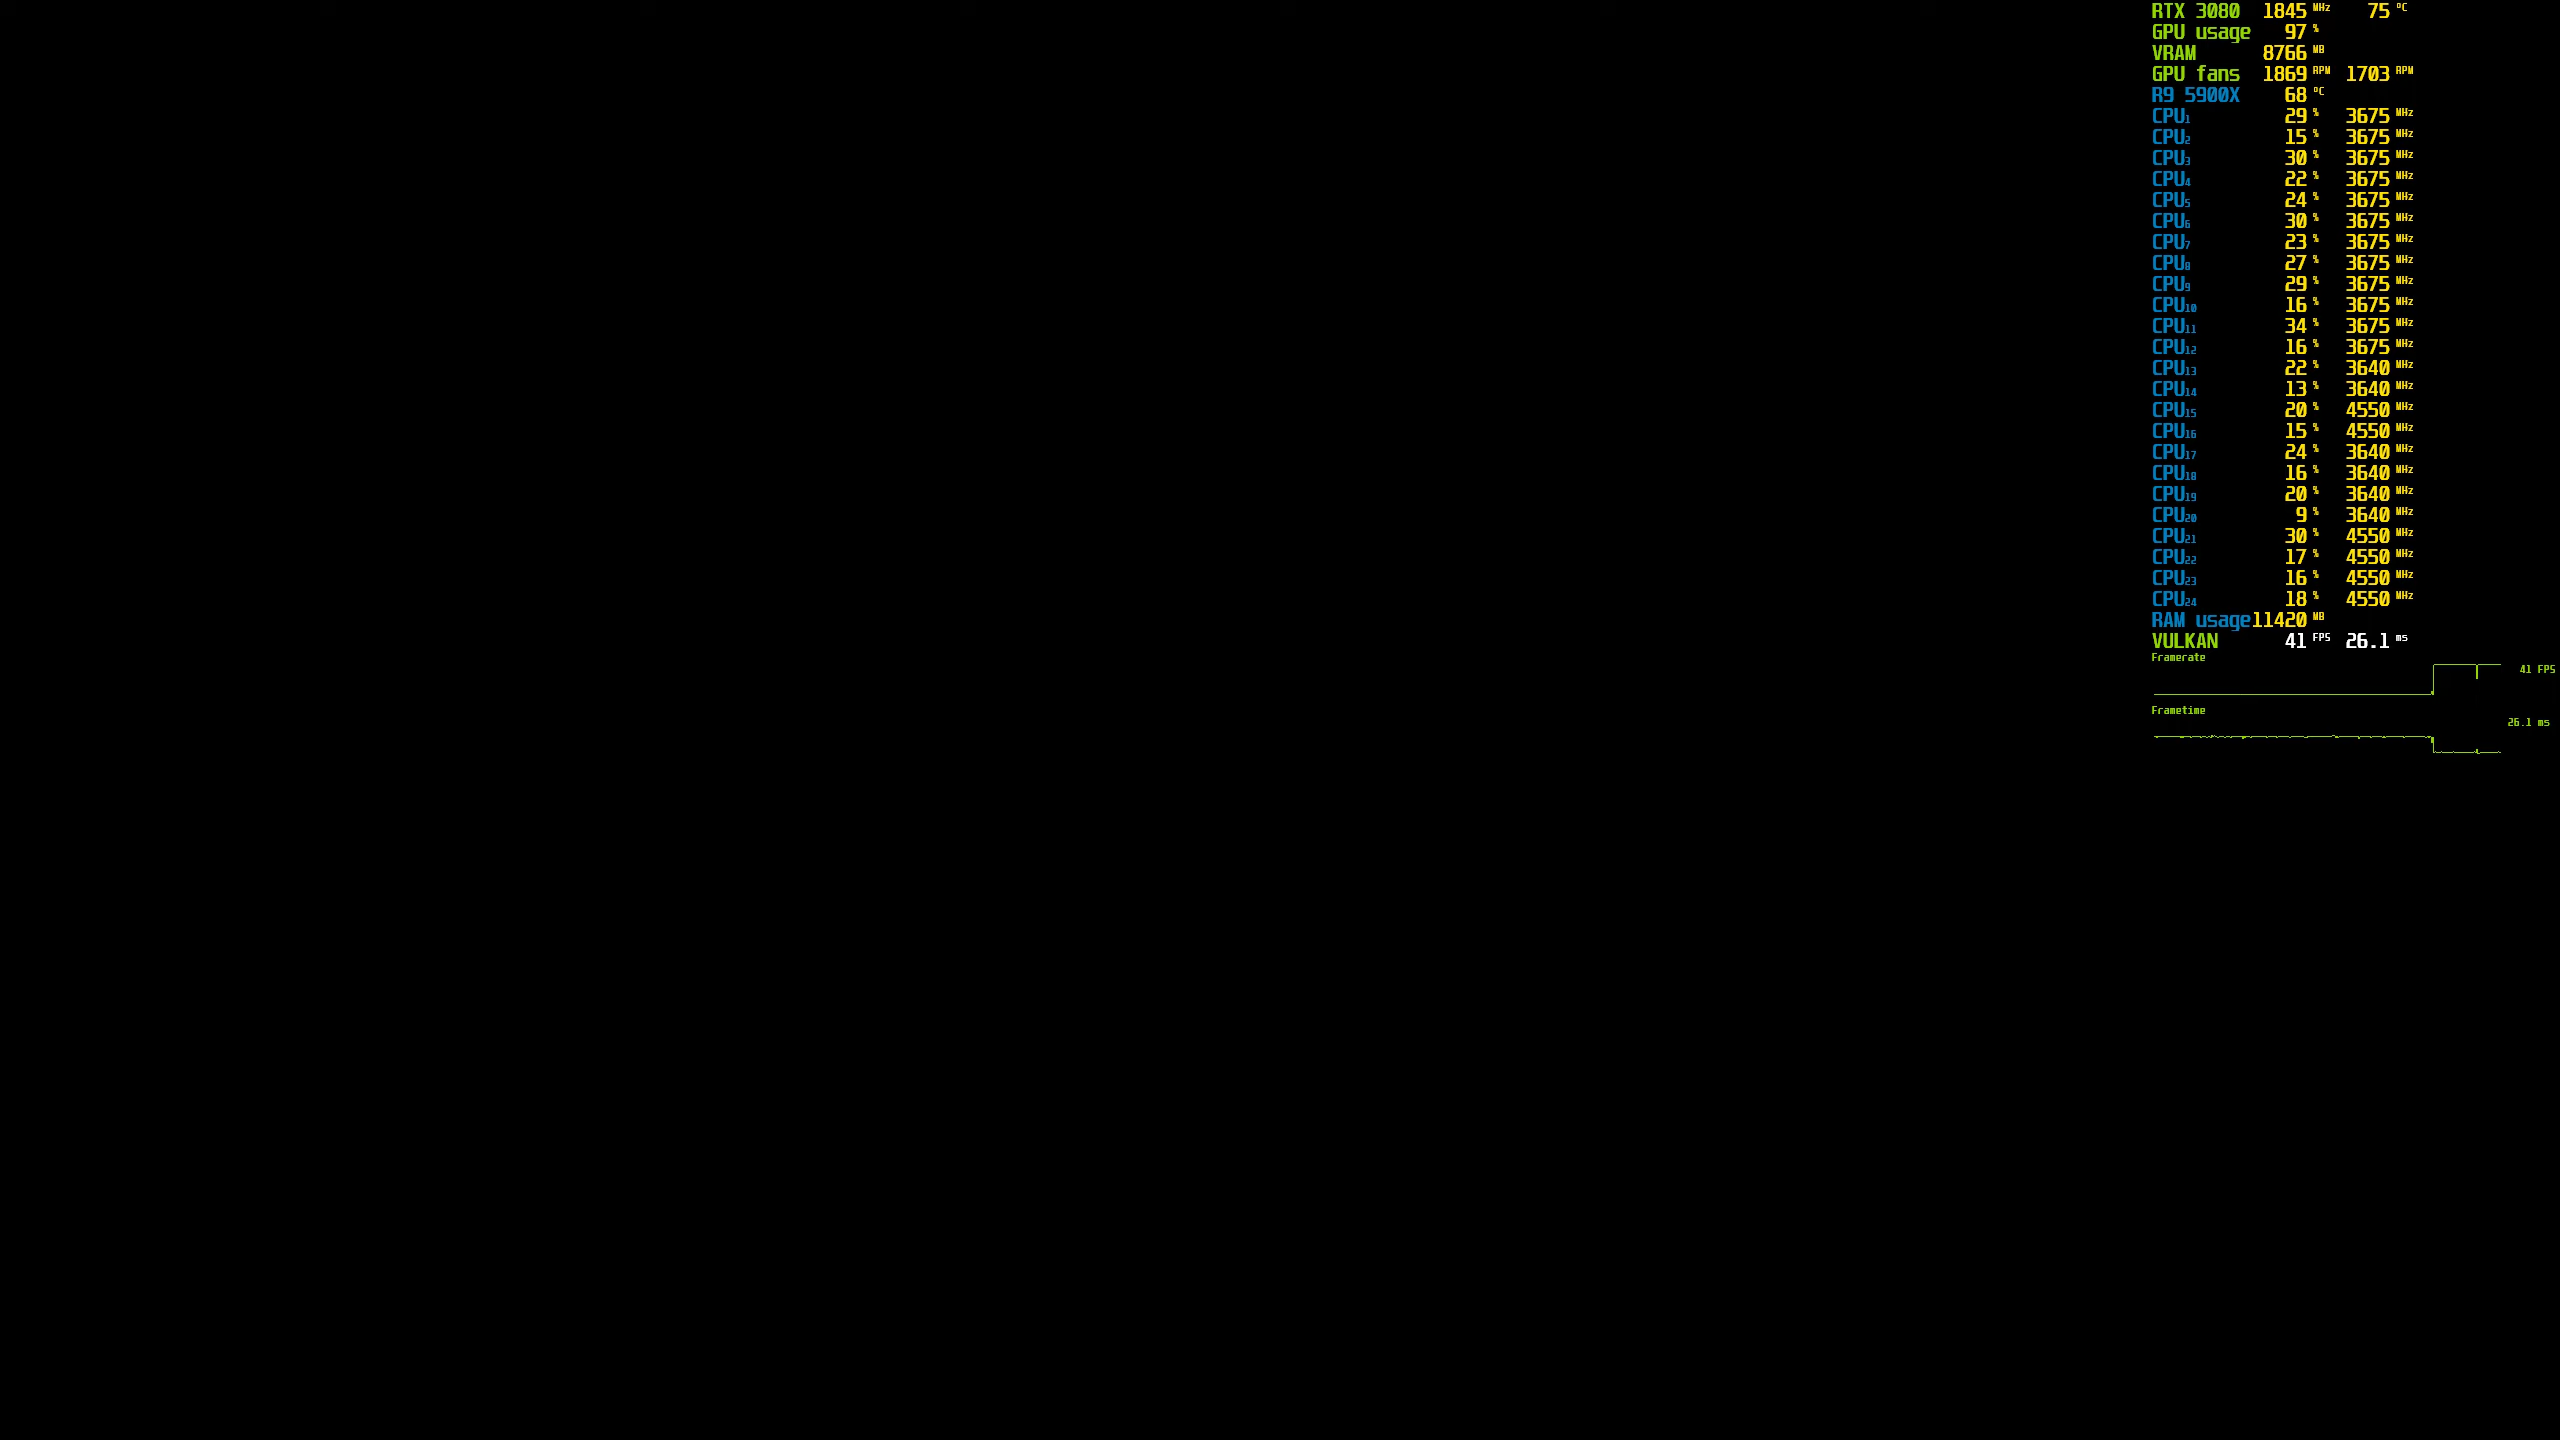 RTX 3080 1845 MHz 75 °C
GPU usage 97 %
VRAM 8766 MB
GPU fans 1869 RPM 1703 RPM
R9 5900X 68 °C
CPU1 29 % 3675 MHz
CPU2 15 % 3675 MHz
CPU3 30 % 3675 MHz
CPU4 22 % 3675 MHz
CPU5 24 % 3675 MHz
CPU6 30 % 3675 MHz
CPU7 23 % 3675 MHz
CPU8 27 % 3675 MHz
CPU9 29 % 3675 MHz
CPU10 16 % 3675 MHz
CPU11 34 % 3675 MHz
CPU12 16 % 3675 MHz
CPU13 22 % 3640 MHz
CPU14 13 % 3640 MHz
CPU15 20 % 4550 MHz
CPU16 15 % 4550 MHz
CPU17 24 % 3640 MHz
CPU18 16 % 3640 MHz
CPU19 20 % 3640 MHz
CPU20 9 % 3640 MHz
CPU21 30 % 4550 MHz
CPU22 17 % 4550 MHz
CPU23 16 % 4550 MHz
CPU24 18 % 4550 MHz
RAM usage 11420 MB
VULKAN 41 FPS 26.1 ms
Framerate
41 FPS
Frametime
26.1 ms